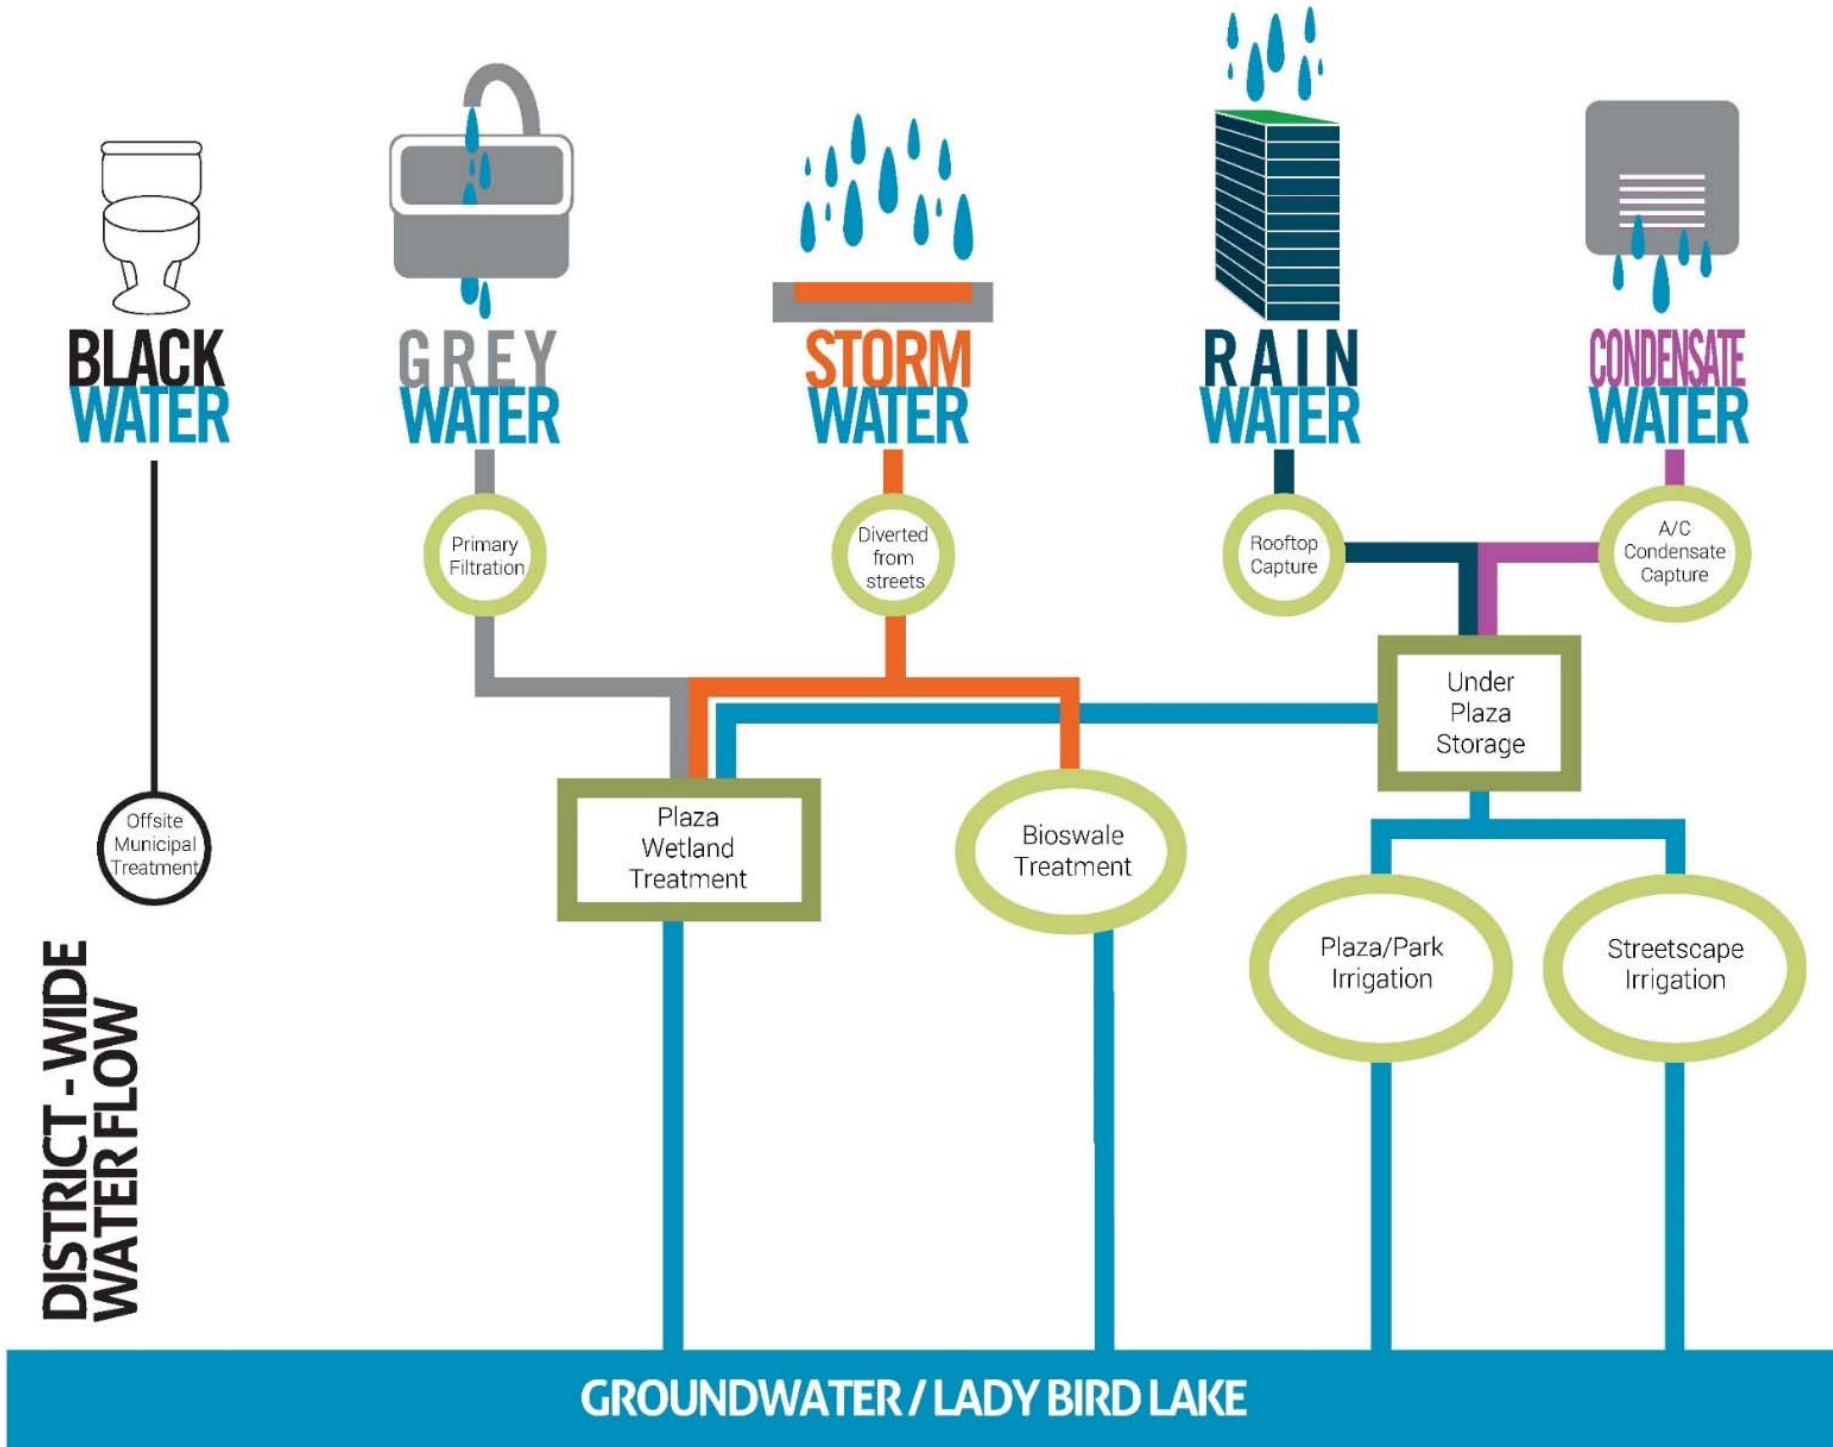 BLACK
WATER
GREY
WATER
STORM
WATER
RAIN
WATER
CONDENSATE
WATER
Primary
Filtration
Diverted
from
streets
Rooftop
Capture
A/C
Condensate
Capture
Under
Plaza
Storage
Offsite
Municipal
Treatment
Plaza
Wetland
Treatment
Bioswale
Treatment
Plaza/Park
Irrigation
Streetscape
Irrigation
DISTRICT - WIDE
WATER FLOW
GROUNDWATER / LADY BIRD LAKE